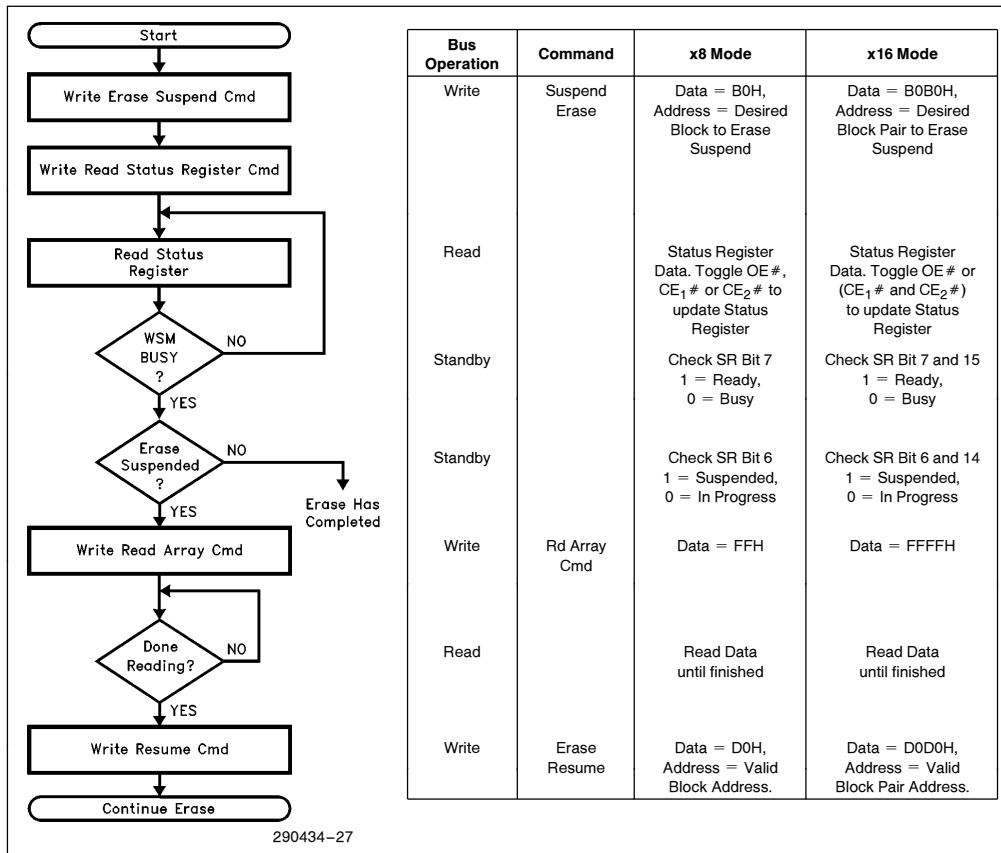 Start
Write Erase Suspend Cmd
Write Read Status Register Cmd
Read Status
Register
WSM
BUSY
?
NO
YES
Erase
Suspended
?
NO
Erase Has
Completed
YES
Write Read Array Cmd
Done
Reading?
NO
YES
Write Resume Cmd
Continue Erase
290434–27
Bus
Operation
Command
x8 Mode
x16 Mode
Write
Suspend
Erase
Data = B0H,
Address = Desired
Block to Erase
Suspend
Data = B0B0H,
Address = Desired
Block Pair to Erase
Suspend
Read
Status Register
Data. Toggle OE#,
CE1# or CE2# to
update Status
Register
Status Register
Data. Toggle OE# or
(CE1# and CE2#)
to update Status
Register
Standby
Check SR Bit 7
1 = Ready,
0 = Busy
Check SR Bit 7 and 15
1 = Ready,
0 = Busy
Standby
Check SR Bit 6
1 = Suspended,
0 = In Progress
Check SR Bit 6 and 14
1 = Suspended,
0 = In Progress
Write
Rd Array
Cmd
Data = FFH
Data = FFFFH
Read
Read Data
until finished
Read Data
until finished
Write
Erase
Resume
Data = D0H,
Address = Valid
Block Address.
Data = D0D0H,
Address = Valid
Block Pair Address.